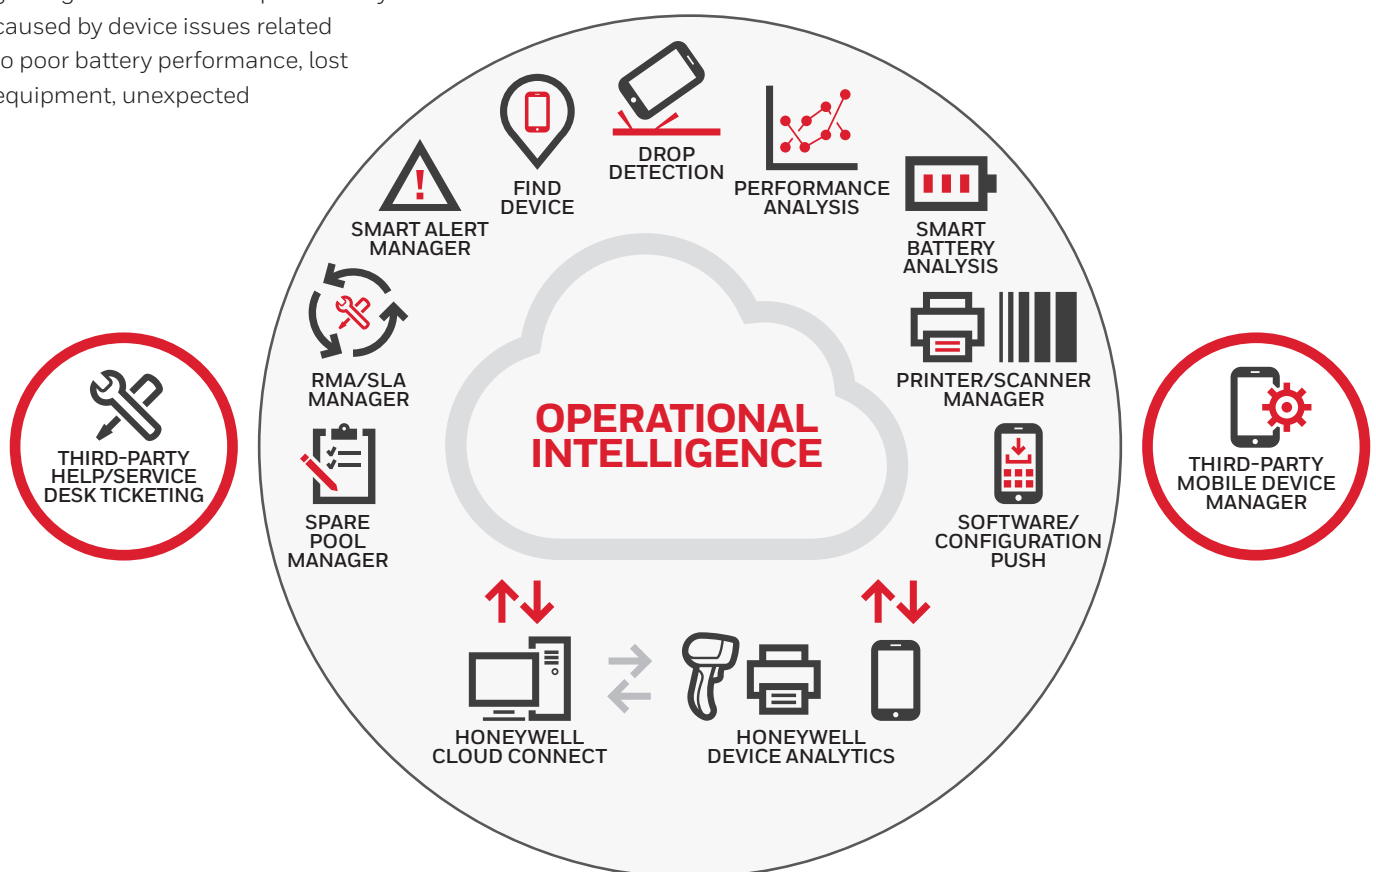 caused by device issues related
to poor battery performance, lost
equipment, unexpected
DROP
DETECTION
FIND
DEVICE
PERFORMANCE
ANALYSIS
SMART ALERT
MANAGER
SMART
BATTERY
ANALYSIS
RMA/SLA
MANAGER
PRINTER/SCANNER
MANAGER
OPERATIONAL
INTELLIGENCE
THIRD-PARTY
HELP/SERVICE
DESK TICKETING
THIRD-PARTY
MOBILE DEVICE
MANAGER
SPARE
POOL
MANAGER
SOFTWARE/
CONFIGURATION
PUSH
HONEYWELL
CLOUD CONNECT
HONEYWELL
DEVICE ANALYTICS